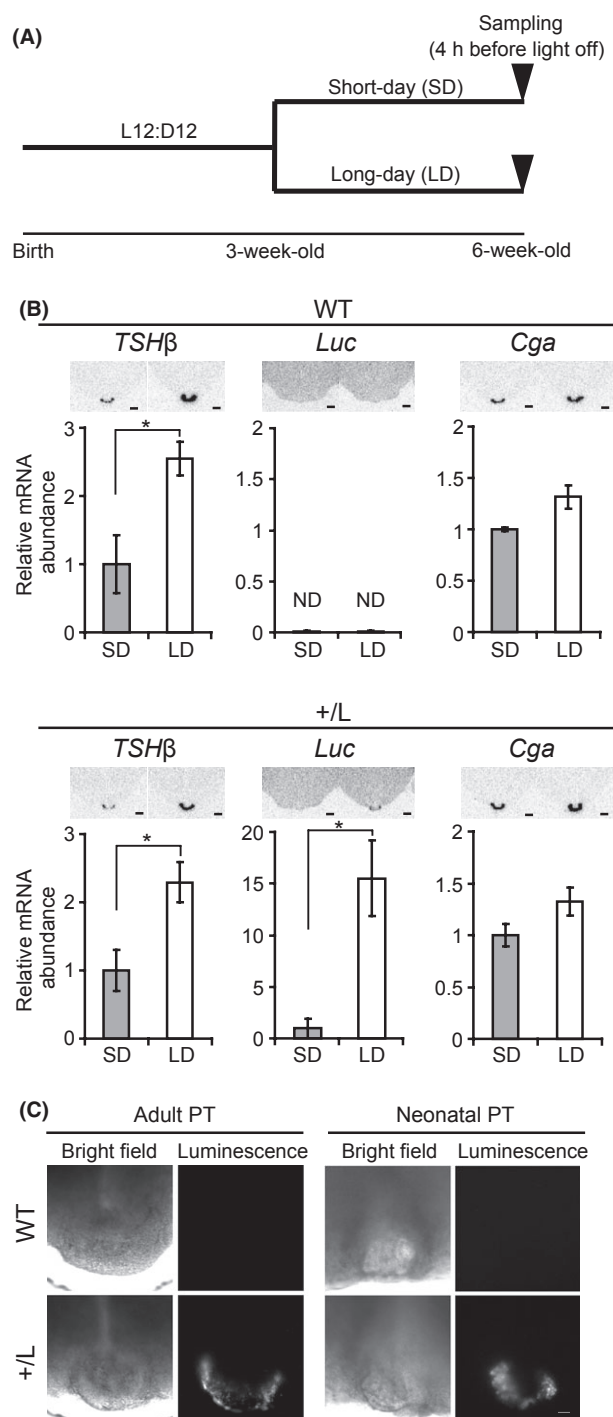 (A)
Sampling
(4 h before light off)
Short-day (SD)
L12:D12
Long-day (LD)
Birth
3-week-old
6-week-old
(B)
WT
TSHβ
Luc
Cga
Relative mRNA
abundance
3
2
1
0
*
SD
LD
2
1.5
1
0.5
0
ND
ND
SD
LD
2
1.5
1
0.5
0
SD
LD
+/L
TSHβ
Luc
Cga
Relative mRNA
abundance
3
2
1
0
*
SD
LD
20
15
10
5
0
*
SD
LD
2
1.5
1
0.5
0
SD
LD
(C)
Adult PT
Neonatal PT
Bright field
Luminescence
Bright field
Luminescence
WT
+/L